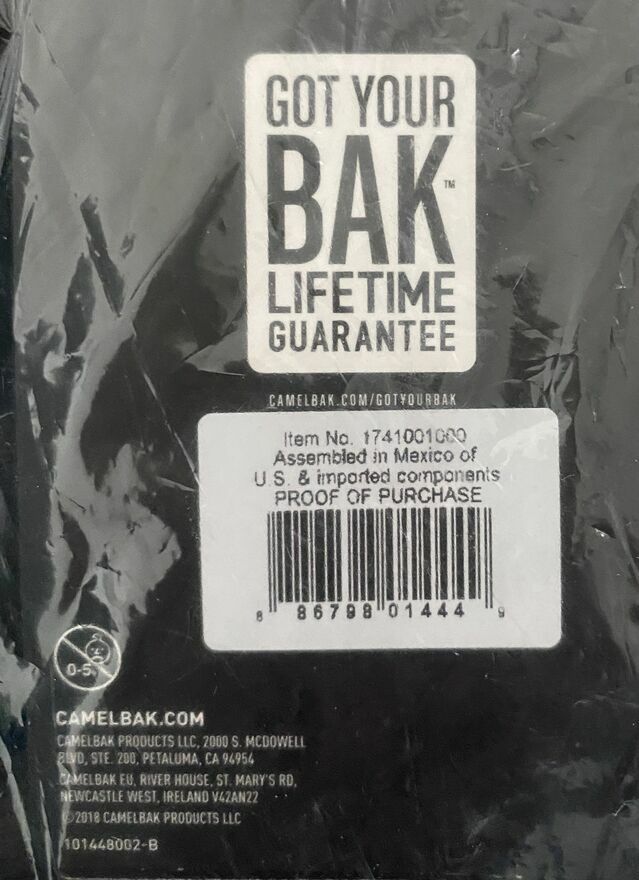 GOT YOUR
BAK™
LIFETIME
GUARANTEE
CAMELBAK.COM/GOTYOURBAK
Item No. 1741001000
Assembled in Mexico of
U.S. & imported components
PROOF OF PURCHASE
8 86798 01444 9
0-5
CAMELBAK.COM
CAMELBAK PRODUCTS LLC, 2000 S. MCDOWELL
BLVD, STE. 200, PETALUMA, CA 94954
CAMELBAK EU, RIVER HOUSE, ST. MARY'S RD,
NEWCASTLE WEST, IRELAND V42AN22
©2018 CAMELBAK PRODUCTS LLC
101448002-B